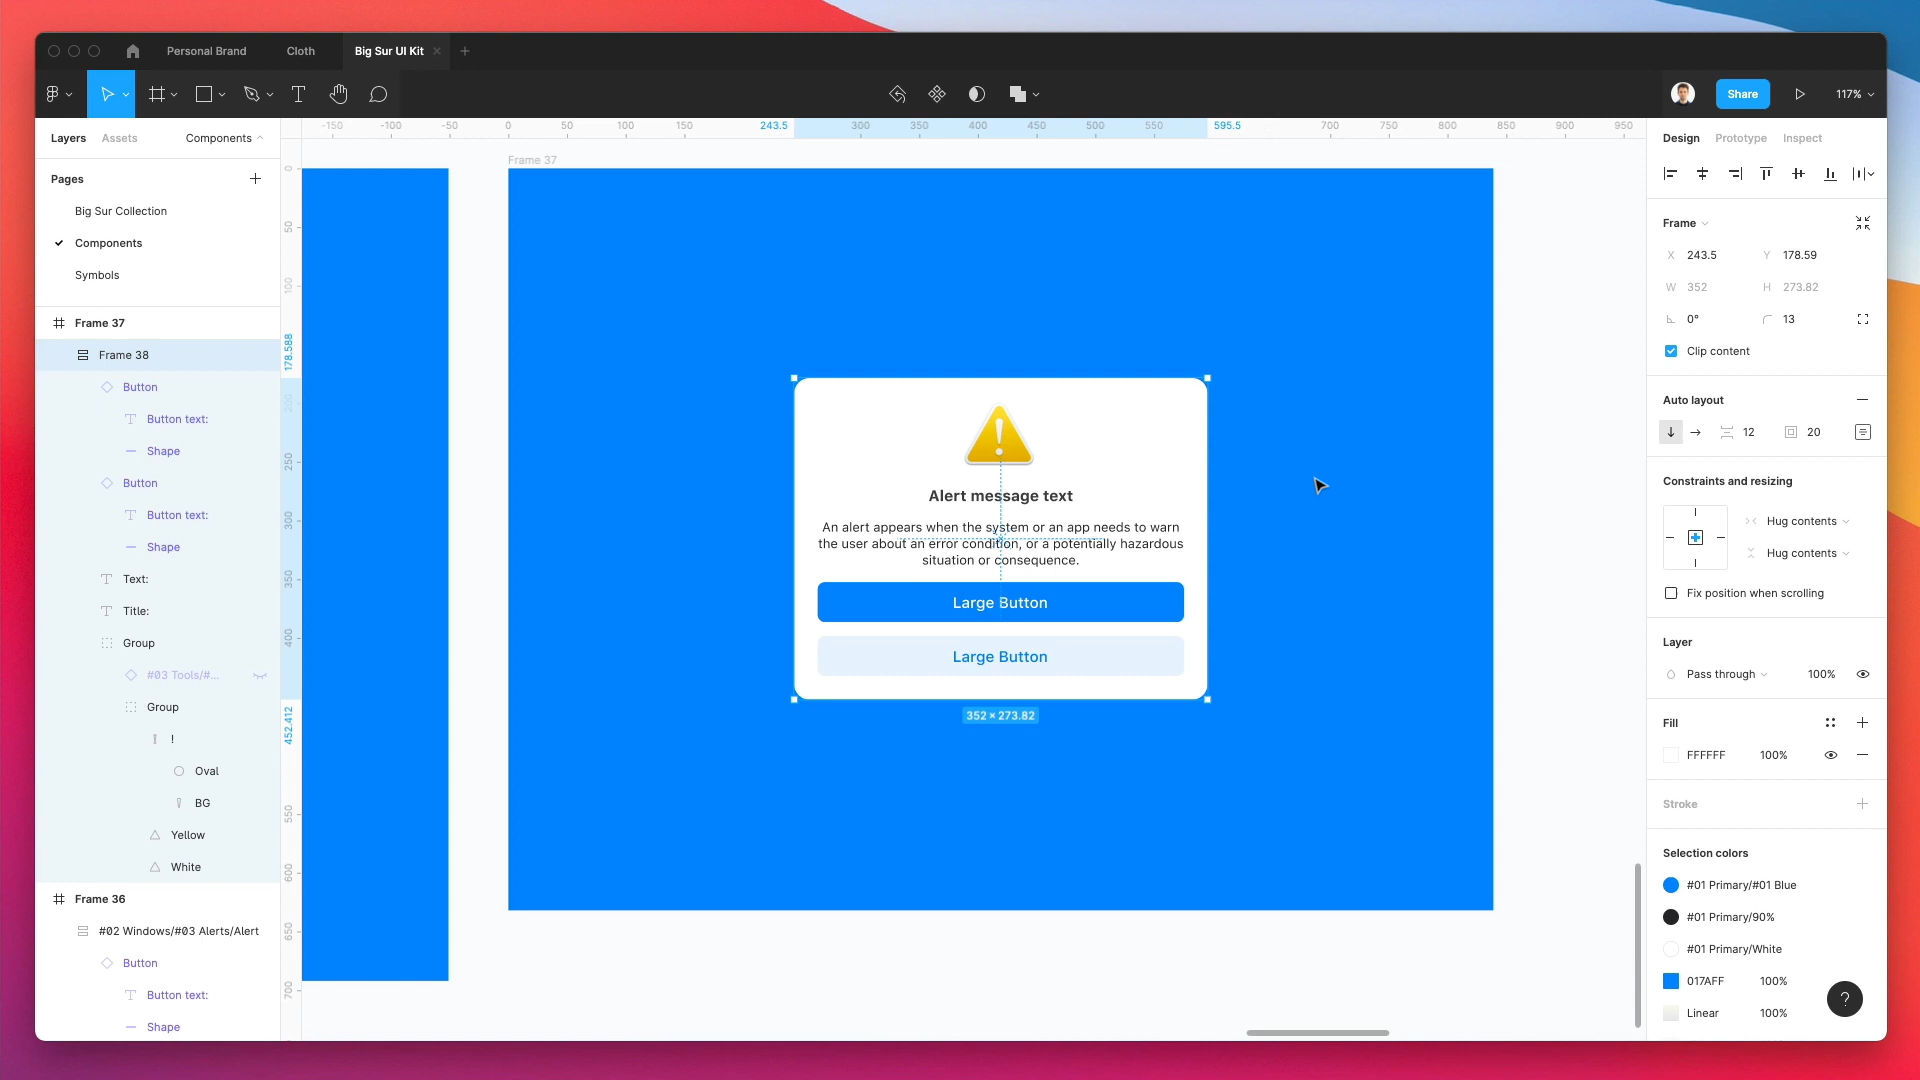 Personal Brand
Cloth
Big Sur UI Kit
Share
117%
Layers
Assets
Components
Pages
Big Sur Collection
Components
Symbols
Frame 37
Frame 38
Button
Button text:
Shape
Button
Button text:
Shape
Text:
Title:
Group
#03 Tools/#...
Group
!
Oval
BG
Yellow
White
Frame 36
#02 Windows/#03 Alerts/Alert
Button
Button text:
Shape
-150 -100 -50 0 50 100 150 243.5 300 350 400 450 500 550 595.5 700 750 800 850 900 950
0
50
100
178.588
200
250
300
350
400
452.412
550
600
650
700
Frame 37
Alert message text
An alert appears when the system or an app needs to warn
the user about an error condition, or a potentially hazardous
situation or consequence.
Large Button
Large Button
352 × 273.82
Design
Prototype
Inspect
Frame
X 243.5 Y 178.59
W 352 H 273.82
0° 13
Clip content
Auto layout
12 20
Constraints and resizing
Hug contents
Hug contents
Fix position when scrolling
Layer
Pass through 100%
Fill
FFFFFF 100%
Stroke
Selection colors
#01 Primary/#01 Blue
#01 Primary/90%
#01 Primary/White
017AFF 100%
Linear 100%
?